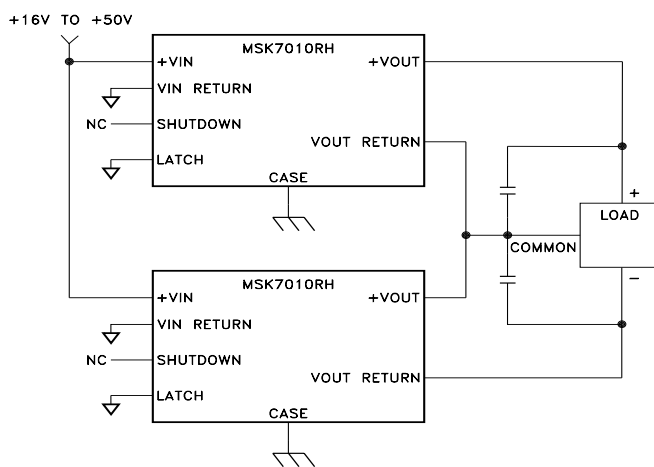 +16V TO +50V
MSK7010RH
+VIN
+VOUT
VIN RETURN
NC
SHUTDOWN
VOUT RETURN
LATCH
CASE
+
LOAD
COMMON
−
MSK7010RH
+VIN
+VOUT
VIN RETURN
NC
SHUTDOWN
VOUT RETURN
LATCH
CASE